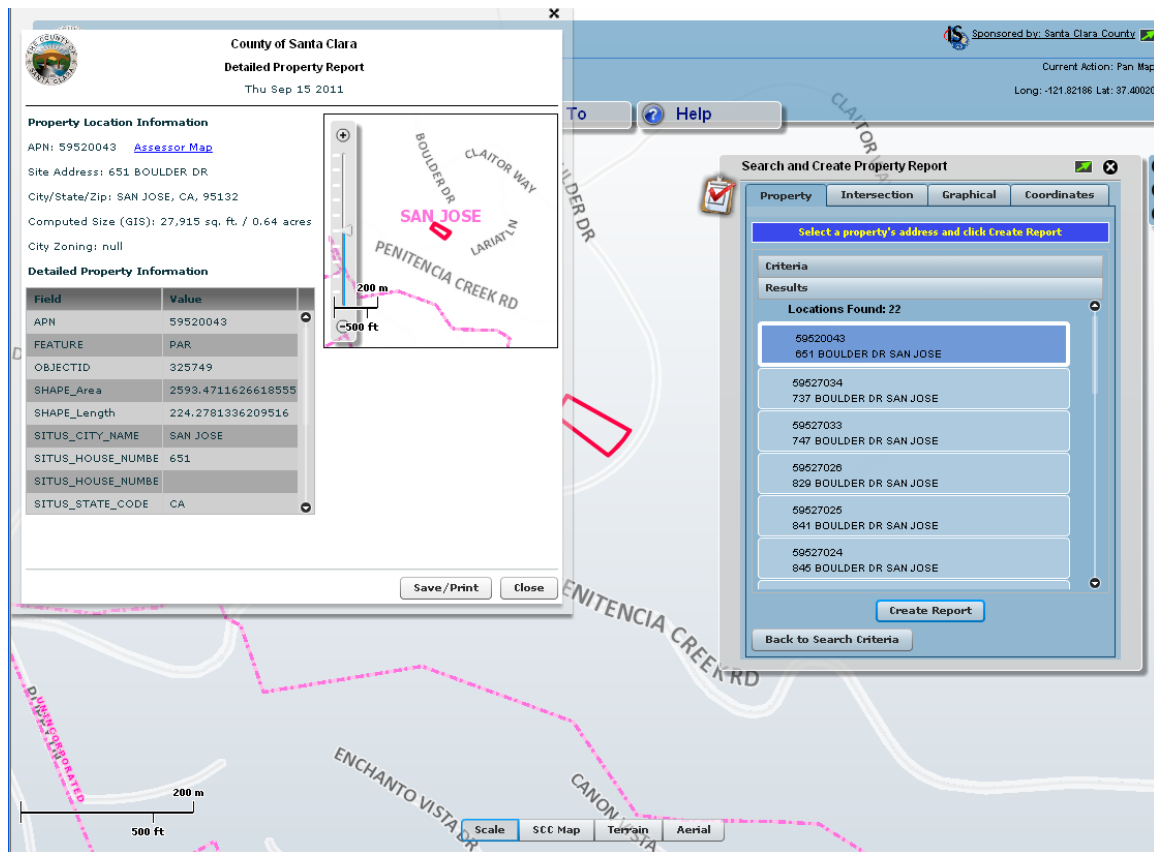 THE COUNTY OF
SANTA CLARA
County of Santa Clara
Detailed Property Report
Thu Sep 15 2011
Property Location Information
APN: 59520043 Assessor Map
Site Address: 651 BOULDER DR
City/State/Zip: SAN JOSE, CA, 95132
Computed Size (GIS): 27,915 sq. ft. / 0.64 acres
City Zoning: null
Detailed Property Information
Field Value
APN 59520043
FEATURE PAR
OBJECTID 325749
SHAPE_Area 2593.4711626618555
SHAPE_Length 224.2781336209516
SITUS_CITY_NAME SAN JOSE
SITUS_HOUSE_NUMBE 651
SITUS_HOUSE_NUMBE
SITUS_STATE_CODE CA
BOULDER DR
CLAITOR WAY
SAN JOSE
LARIAT LN
PENITENCIA CREEK RD
200 m
500 ft
Save/Print Close
Sponsored by: Santa Clara County
Current Action: Pan Map
Long: -121.82186 Lat: 37.40020
To Help
Search and Create Property Report
Property Intersection Graphical Coordinates
Select a property's address and click Create Report
Criteria
Results
Locations Found: 22
59520043
651 BOULDER DR SAN JOSE
59527034
737 BOULDER DR SAN JOSE
59527033
747 BOULDER DR SAN JOSE
59527026
829 BOULDER DR SAN JOSE
59527025
841 BOULDER DR SAN JOSE
59527024
845 BOULDER DR SAN JOSE
Create Report
Back to Search Criteria
CLAITOR
ULDER DR
ENITENCIA CREEK RD
UNINCORPORATED
ENCHANTO VISTA DR
CANON VISTA
200 m
500 ft
Scale SCC Map Terrain Aerial